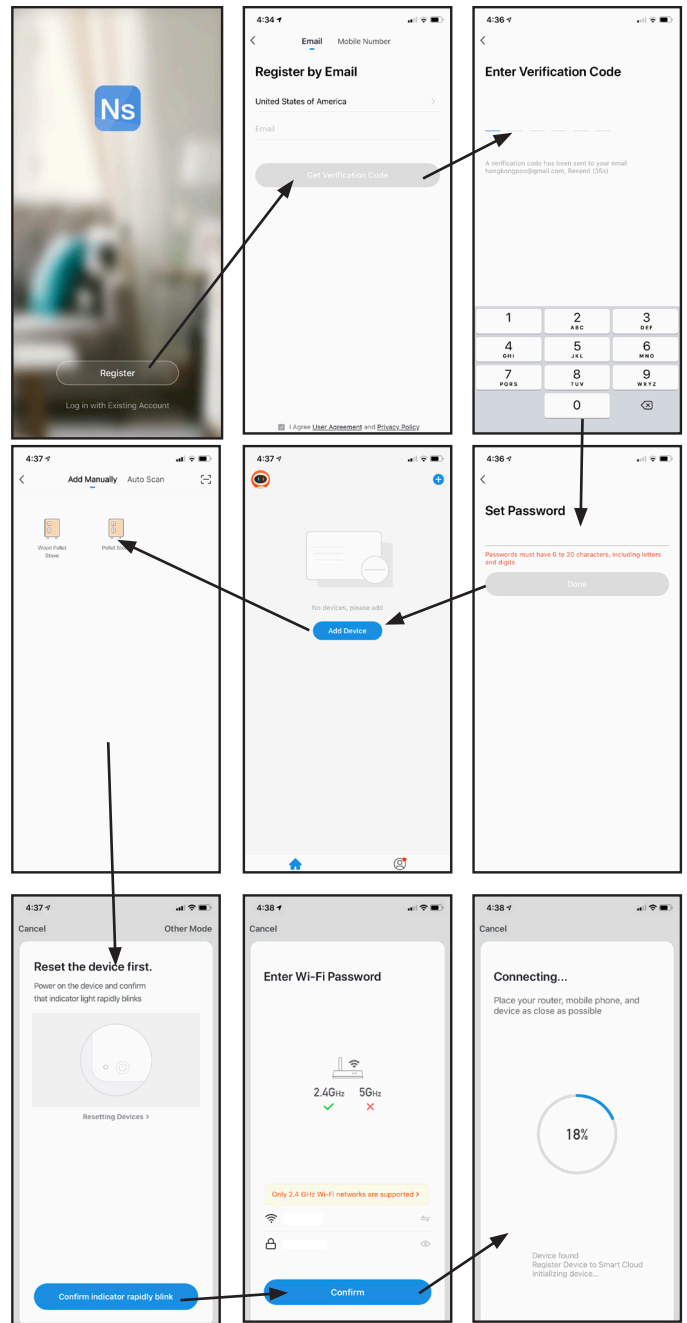 Ns
Register
Log in with Existing Account
4:34
Email Mobile Number
Register by Email
United States of America
Email
Get Verification Code
I Agree User Agreement and Privacy Policy
4:36
Enter Verification Code
A verification code has been sent to your email
hongkongpoo@gmail.com, Resend (36s)
1 2 3
ABC DEF
4 5 6
GHI JKL MNO
7 8 9
PQRS TUV WXYZ
0
4:37
Add Manually Auto Scan
Wood Pellet
Stove
Pellet Stove
4:37
No devices, please add
Add Device
4:36
Set Password
Passwords must have 6 to 20 characters, including letters
and digits
Done
4:37
Cancel Other Mode
Reset the device first.
Power on the device and confirm
that indicator light rapidly blinks
Resetting Devices >
Confirm indicator rapidly blink
4:38
Cancel
Enter Wi-Fi Password
2.4GHz 5GHz
Only 2.4 GHz Wi-Fi networks are supported >
Confirm
4:38
Cancel
Connecting...
Place your router, mobile phone, and
device as close as possible
18%
Device found
Register Device to Smart Cloud
Initializing device...